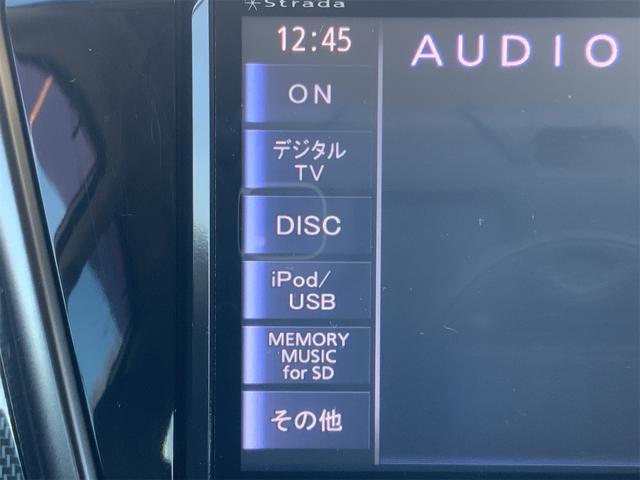 Strada
12:45
AUDIO
ON
デジタル
TV
DISC
iPod/
USB
MEMORY
MUSIC
for SD
その他